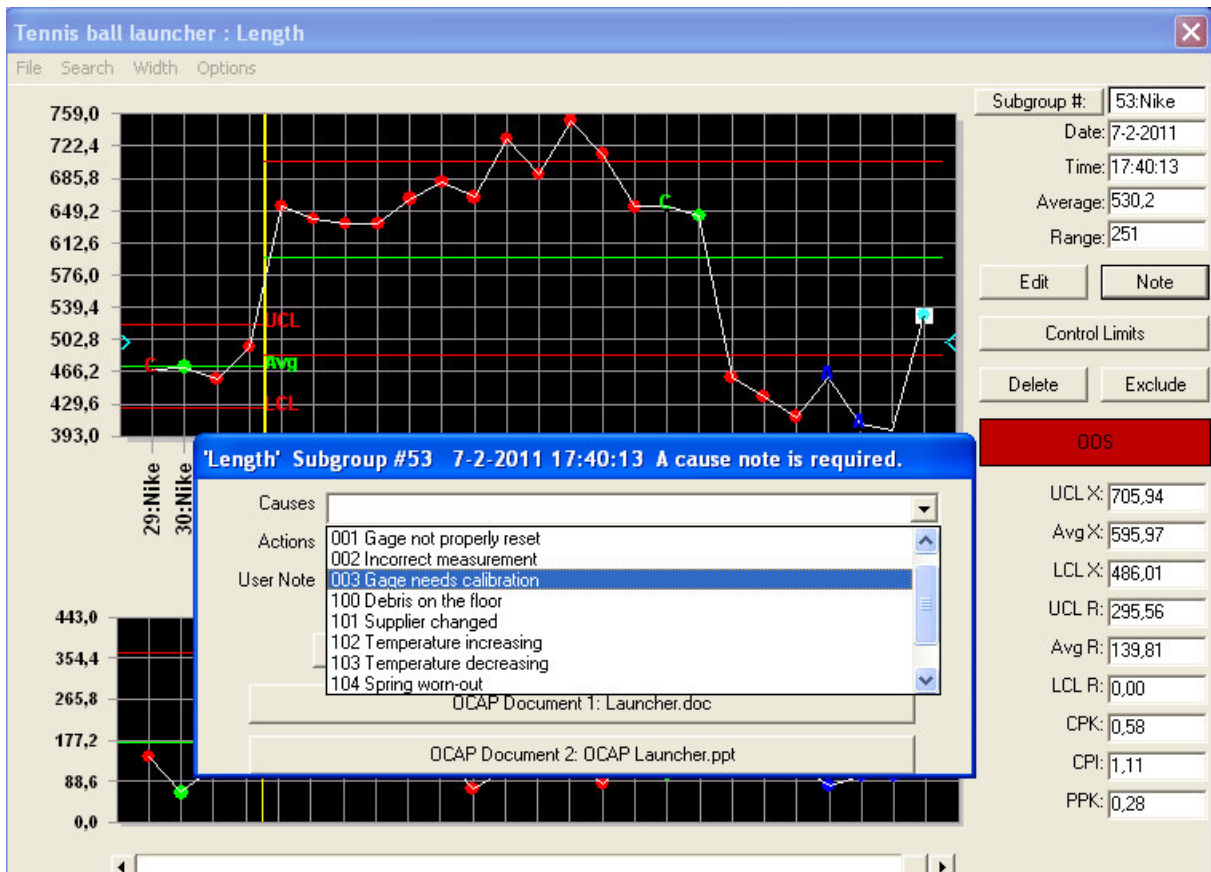 Tennis ball launcher : Length
File Search Width Options
759,0
722,4
685,8
649,2
612,6
576,0
539,4
502,8
466,2
429,6
393,0
UCL
Avg
LCL
C
C
A
A
29:Nike
30:Nike
Subgroup #: 53:Nike
Date: 7-2-2011
Time: 17:40:13
Average: 530,2
Range: 251
Edit Note
Control Limits
Delete Exclude
OOS
UCL X: 705,94
Avg X: 595,97
LCL X: 486,01
UCL R: 295,56
Avg R: 139,81
LCL R: 0,00
CPK: 0,58
CPI: 1,11
PPK: 0,28
'Length' Subgroup #53 7-2-2011 17:40:13 A cause note is required.
Causes
Actions
User Note
001 Gage not properly reset
002 Incorrect measurement
003 Gage needs calibration
100 Debris on the floor
101 Supplier changed
102 Temperature increasing
103 Temperature decreasing
104 Spring worn-out
OCAP Document 1: Launcher.doc
OCAP Document 2: OCAP Launcher.ppt
443,0
354,4
265,8
177,2
88,6
0,0